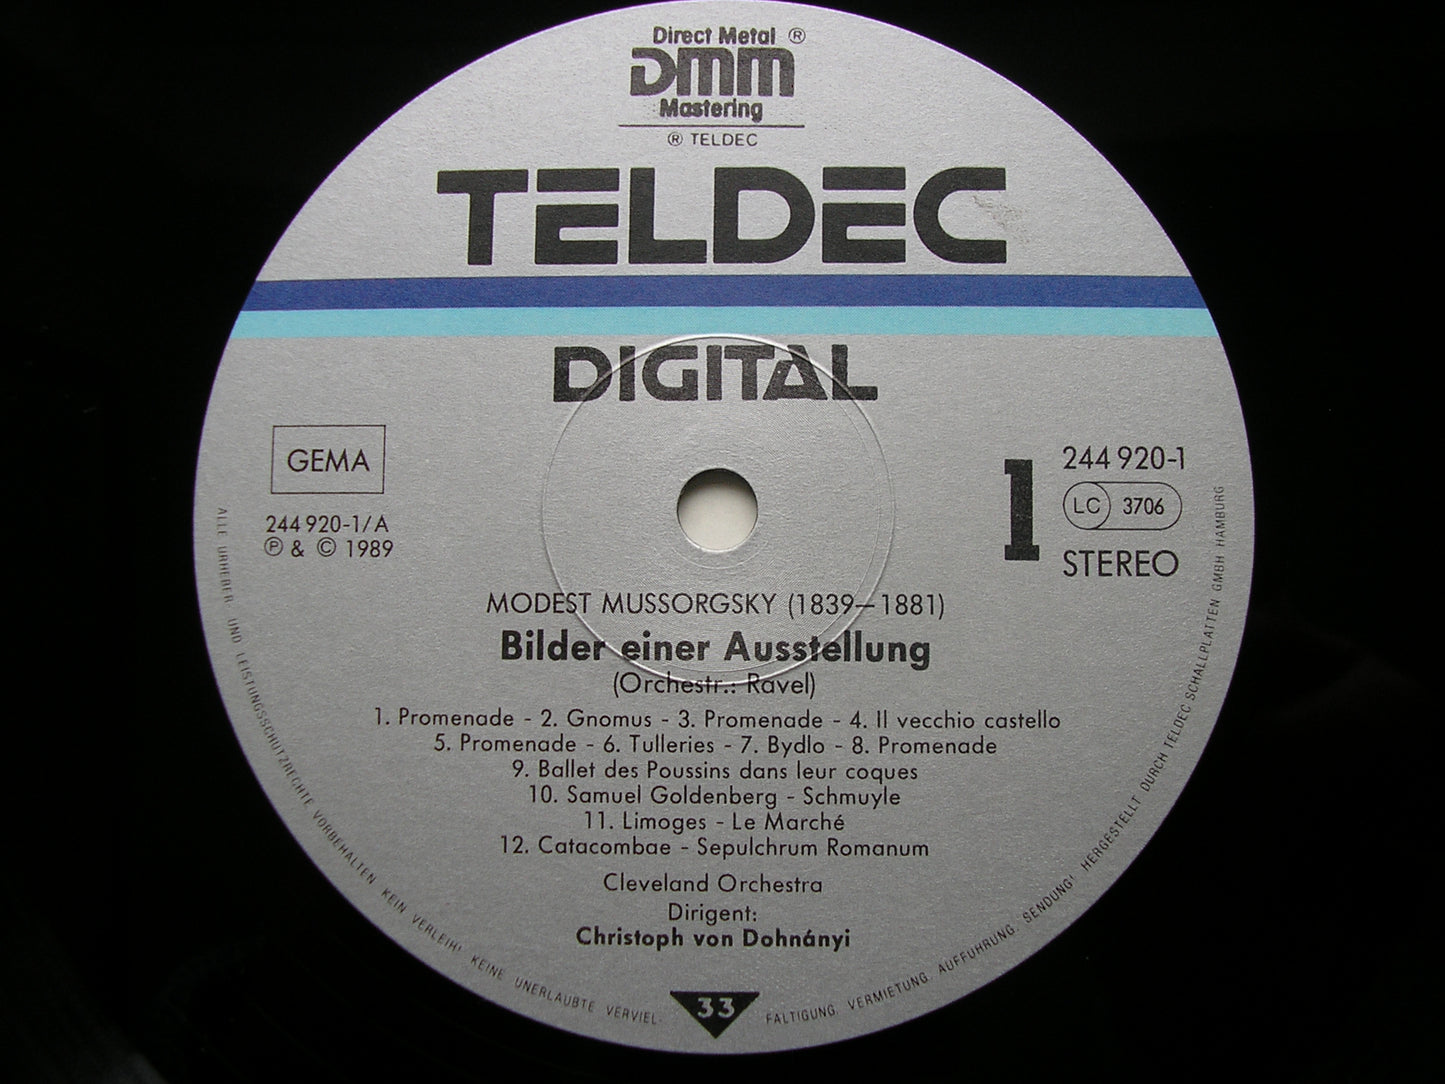 Direct Metal ®
DMM
Mastering
® TELDEC
TELDEC
DIGITAL
GEMA
244 920-1/A
℗ & © 1989
1
244 920-1
LC 3706
STEREO
MODEST MUSSORGSKY (1839–1881)
Bilder einer Ausstellung
(Orchestr.: Ravel)
1. Promenade - 2. Gnomus - 3. Promenade - 4. Il vecchio castello
5. Promenade - 6. Tulleries - 7. Bydlo - 8. Promenade
9. Ballet des Poussins dans leur coques
10. Samuel Goldenberg - Schmuyle
11. Limoges - Le Marché
12. Catacombae - Sepulchrum Romanum
Cleveland Orchestra
Dirigent:
Christoph von Dohnányi
33
ALLE URHEBER- UND LEISTUNGSSCHUTZRECHTE VORBEHALTEN. KEIN VERLEIH! KEINE UNERLAUBTE VERVIEL- FÄLTIGUNG, VERMIETUNG, AUFFÜHRUNG, SENDUNG! HERGESTELLT DURCH TELDEC SCHALLPLATTEN GMBH HAMBURG